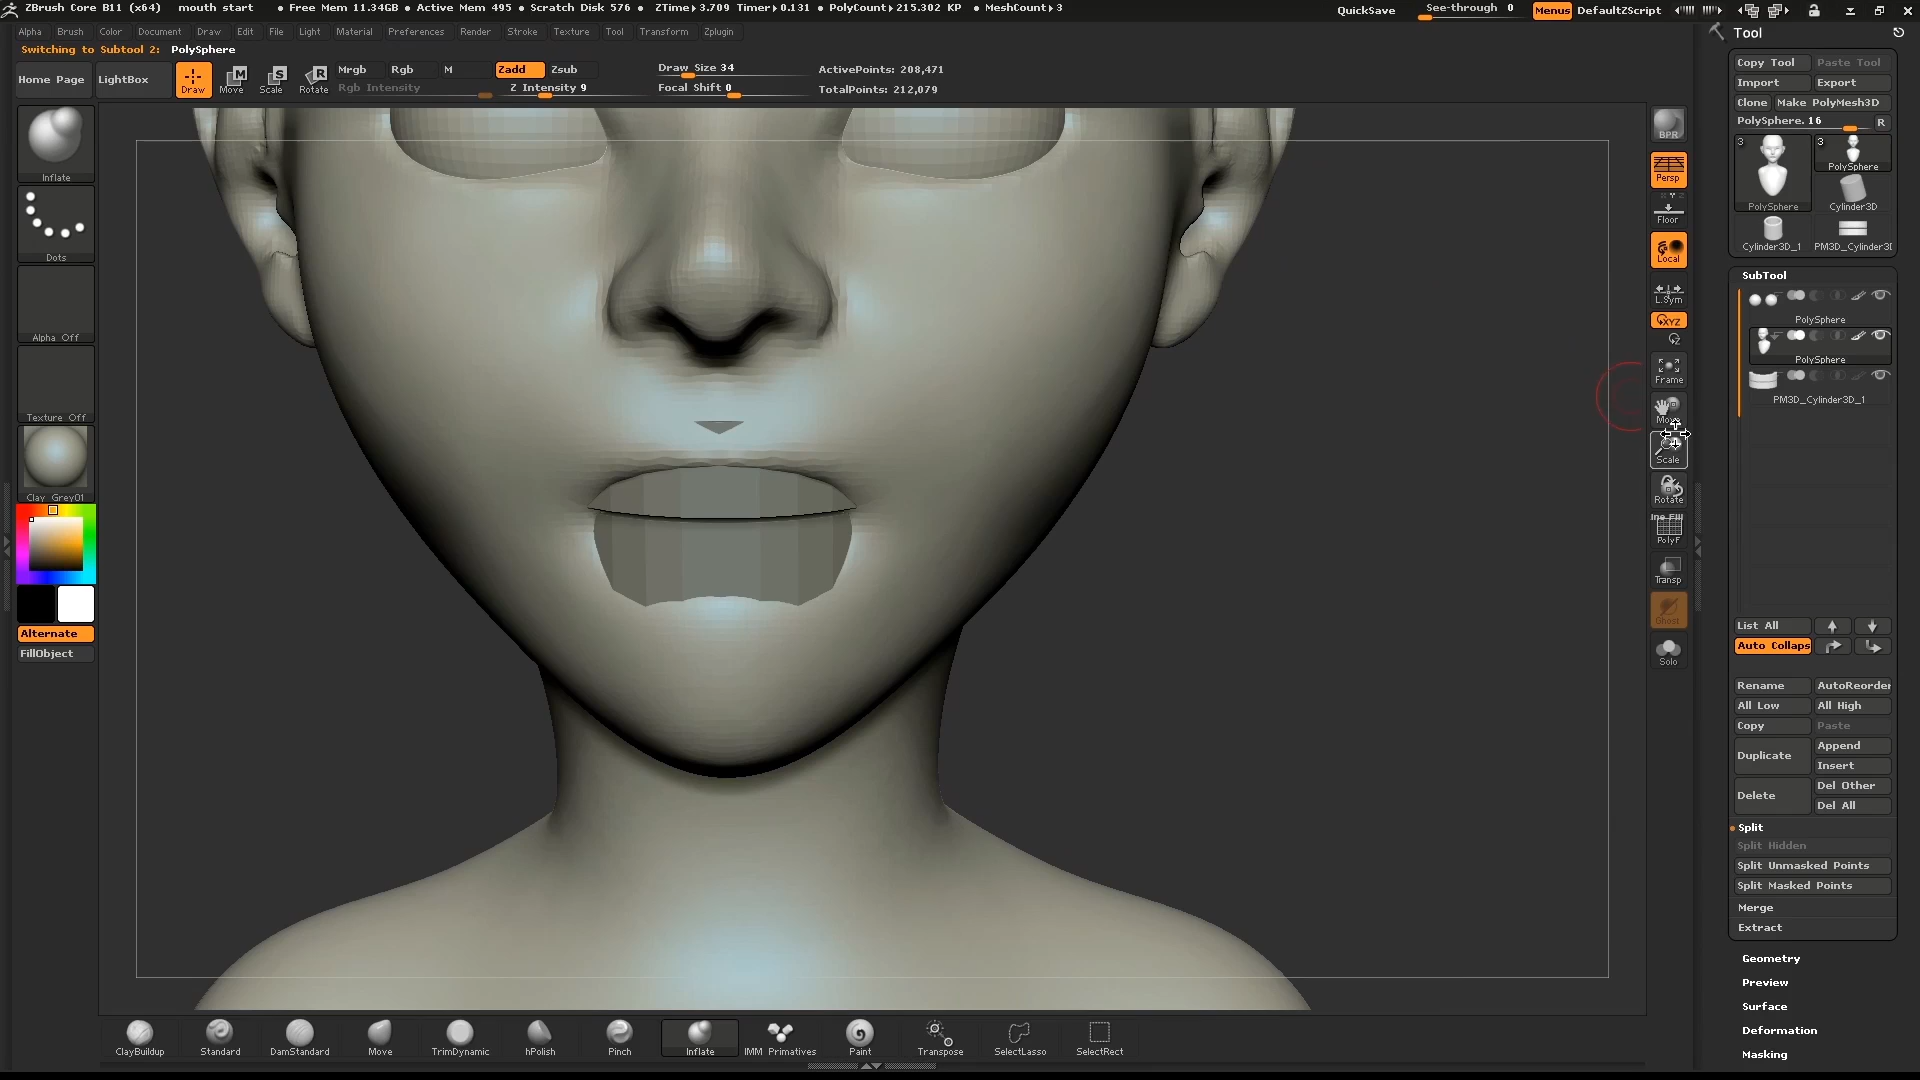 ZBrush Core B11 (x64) mouth start • Free Mem 11.34GB • Active Mem 495 • Scratch Disk 576 • ZTime▸3.709 Timer▸0.131 • PolyCount▸215.302 KP • MeshCount▸3 QuickSave See-through 0 Menus DefaultZScript
Alpha Brush Color Document Draw Edit File Light Material Preferences Render Stroke Texture Tool Transform Zplugin
Switching to Subtool 2: PolySphere
Home Page LightBox Draw Move Scale Rotate Mrgb Rgb M Zadd Zsub Draw Size 34 ActivePoints: 208,471
Rgb Intensity Z Intensity 9 Focal Shift 0 TotalPoints: 212,079
Inflate
Dots
Alpha Off
Texture Off
Clay Grey01
Alternate
FillObject
BPR
Persp
Floor
Local
L.Sym
XYZ
Frame
Move
Scale
Rotate
Line Fill
PolyF
Transp
Ghost
Solo
Tool
Copy Tool Paste Tool
Import Export
Clone Make PolyMesh3D
PolySphere. 16 R
3 3
PolySphere
PolySphere Cylinder3D
Cylinder3D_1 PM3D_Cylinder3D
SubTool
PolySphere
PolySphere
PM3D_Cylinder3D_1
List All
Auto Collaps
Rename AutoReorder
All Low All High
Copy Paste
Duplicate Append
Insert
Delete Del Other
Del All
Split
Split Hidden
Split Unmasked Points
Split Masked Points
Merge
Extract
Geometry
Preview
Surface
Deformation
Masking
ClayBuildup Standard DamStandard Move TrimDynamic hPolish Pinch Inflate IMM Primitives Paint Transpose SelectLasso SelectRect